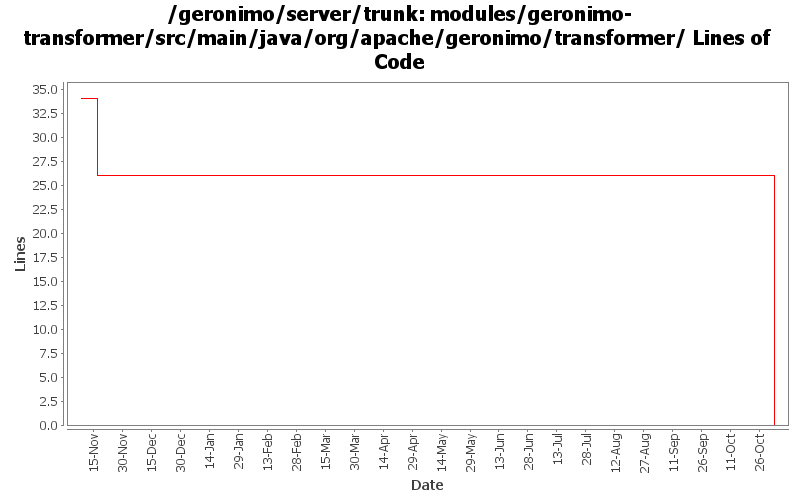 /geronimo/server/trunk: modules/geronimo-
transformer/src/main/java/org/apache/geronimo/transformer/ Lines of
Code
35.0
32.5
30.0
27.5
25.0
22.5
20.0
17.5
15.0
12.5
10.0
7.5
5.0
2.5
0.0
Lines
15-Nov
30-Nov
15-Dec
30-Dec
14-Jan
29-Jan
13-Feb
28-Feb
15-Mar
30-Mar
14-Apr
29-Apr
14-May
29-May
13-Jun
28-Jun
13-Jul
28-Jul
12-Aug
27-Aug
11-Sep
26-Sep
11-Oct
26-Oct
Date